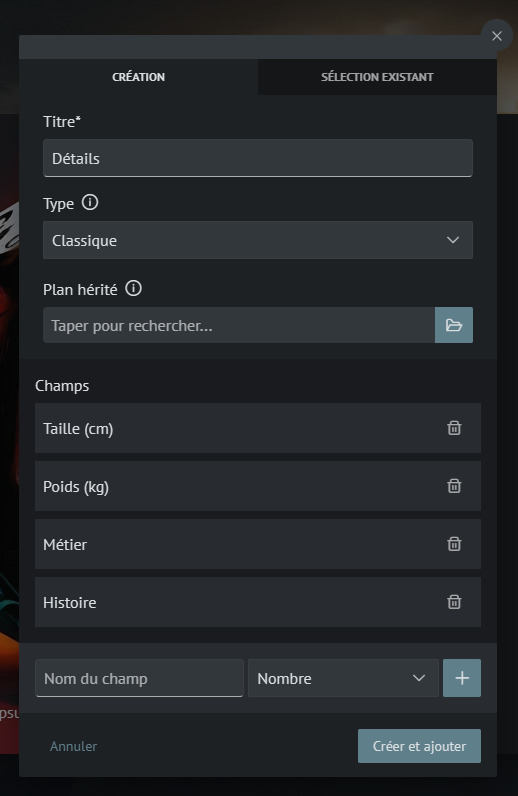 CRÉATION
SÉLECTION EXISTANT
Titre*
Détails
Type
Classique
Plan hérité
Taper pour rechercher...
Champs
Taille (cm)
Poids (kg)
Métier
Histoire
Nom du champ
Nombre
psu
Annuler
Créer et ajouter